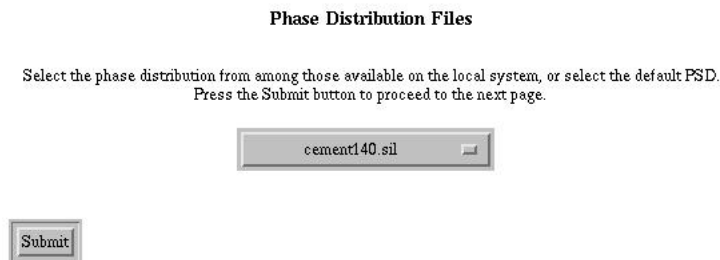 Phase Distribution Files
Select the phase distribution from among those available on the local system, or select the default PSD.
Press the Submit button to proceed to the next page.
cement140.sil
Submit